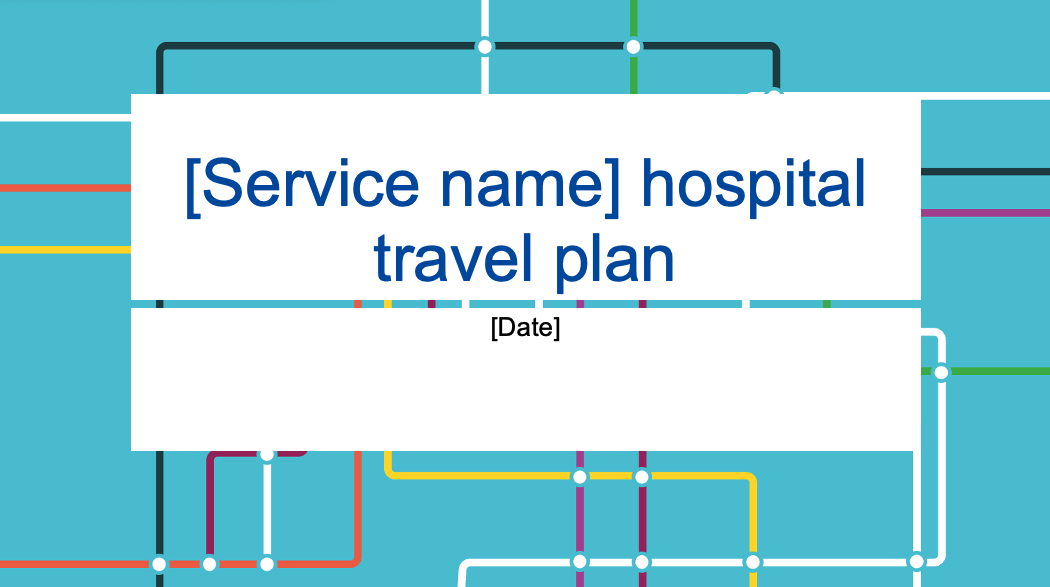 [Service name] hospital
travel plan
[Date]